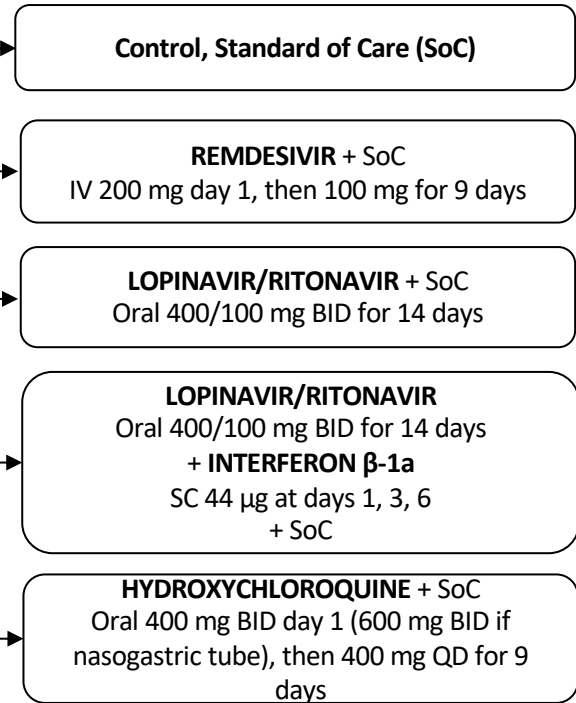 Control, Standard of Care (SoC)
REMDESIVIR + SoC
IV 200 mg day 1, then 100 mg for 9 days
LOPINAVIR/RITONAVIR + SoC
Oral 400/100 mg BID for 14 days
LOPINAVIR/RITONAVIR
Oral 400/100 mg BID for 14 days
+ INTERFERON β-1a
SC 44 μg at days 1, 3, 6
+ SoC
HYDROXYCHLOROQUINE + SoC
Oral 400 mg BID day 1 (600 mg BID if
nasogastric tube), then 400 mg QD for 9
days